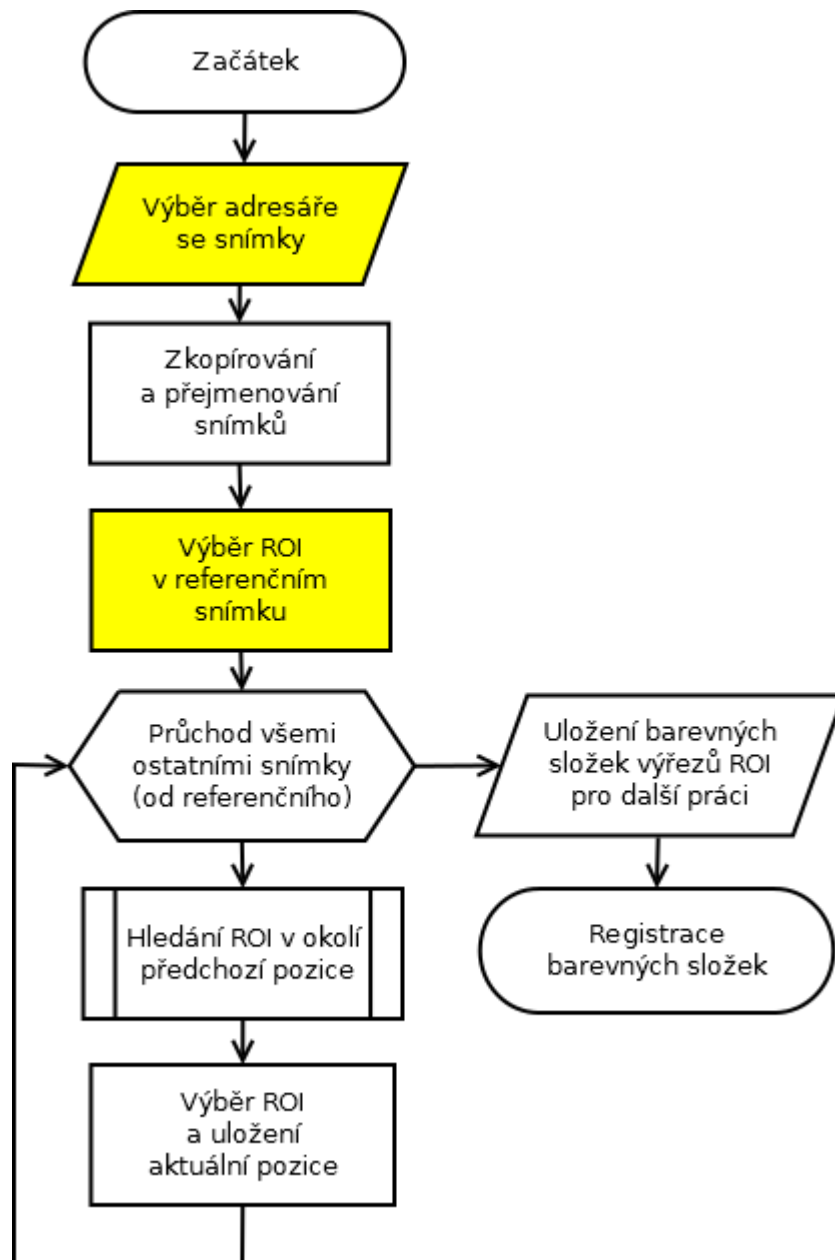 Začátek
Výběr adresáře
se snímky
Zkopírování
a přejmenování
snímků
Výběr ROI
v referenčním
snímku
Průchod všemi
ostatními snímky
(od referenčního)
Uložení barevných
složek výřezů ROI
pro další práci
Hledání ROI v okolí
předchozí pozice
Registrace
barevných složek
Výběr ROI
a uložení
aktuální pozice